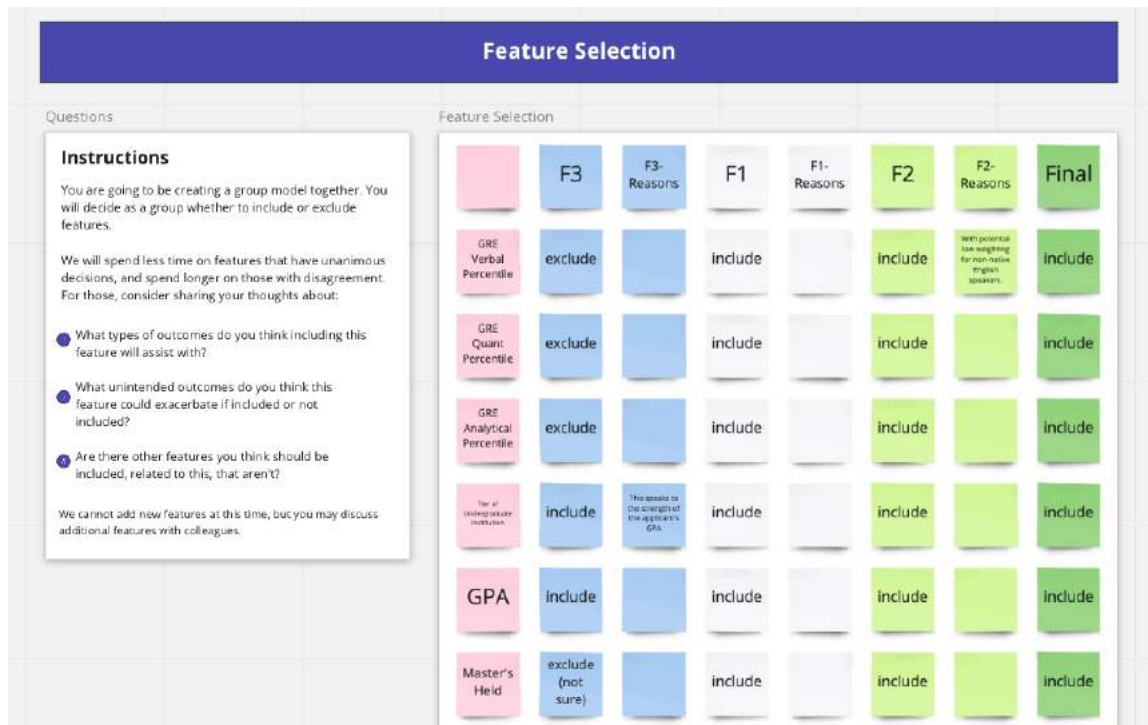 Feature Selection
Questions
Instructions
You are going to be creating a group model together. You
will decide as a group whether to include or exclude
features.
We will spend less time on features that have unanimous
decisions, and spend longer on those with disagreement.
For those, consider sharing your thoughts about:
What types of outcomes do you think including this
feature will assist with?
What unintended outcomes do you think this
feature could exacerbate if included or not
included?
Are there other features you think should be
included, related to this, that aren't?
We cannot add new features at this time, but you may discuss
additional features with colleagues.
Feature Selection
F3
F3-
Reasons
F1
F1-
Reasons
F2
F2-
Reasons
Final
GRE
Verbal
Percentile
exclude
include
include
With potential
low weighting
for non-native
English
speakers.
include
GRE
Quant
Percentile
exclude
include
include
include
GRE
Analytical
Percentile
exclude
include
include
include
Tier of
Undergraduate
Institution
include
This speaks to
the strength of
the applicant's
GPA
include
include
include
GPA
include
include
include
include
Master's
Held
exclude
(not
sure)
include
include
include